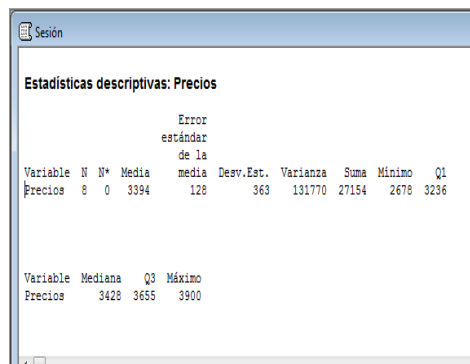 Sesión
Estadísticas descriptivas: Precios
Error
estándar
de la
Variable N N* Media media Desv.Est. Varianza Suma Mínimo Q1
Precios 8 0 3394 128 363 131770 27154 2678 3236
Variable Mediana Q3 Máximo
Precios 3428 3655 3900